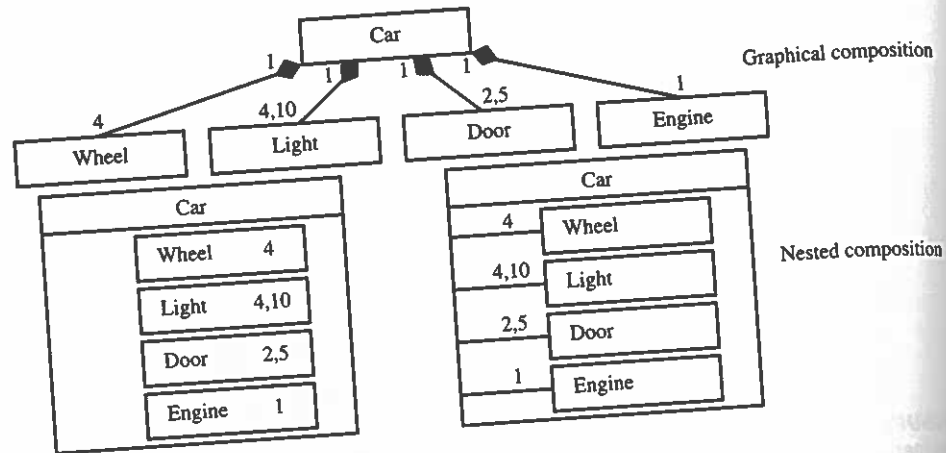 Car
Graphical composition
1
1
1
1
4
4,10
2,5
1
Wheel
Light
Door
Engine
Car
Wheel 4
Light 4,10
Door 2,5
Engine 1
Car
4 Wheel
4,10 Light
2,5 Door
1 Engine
Nested composition